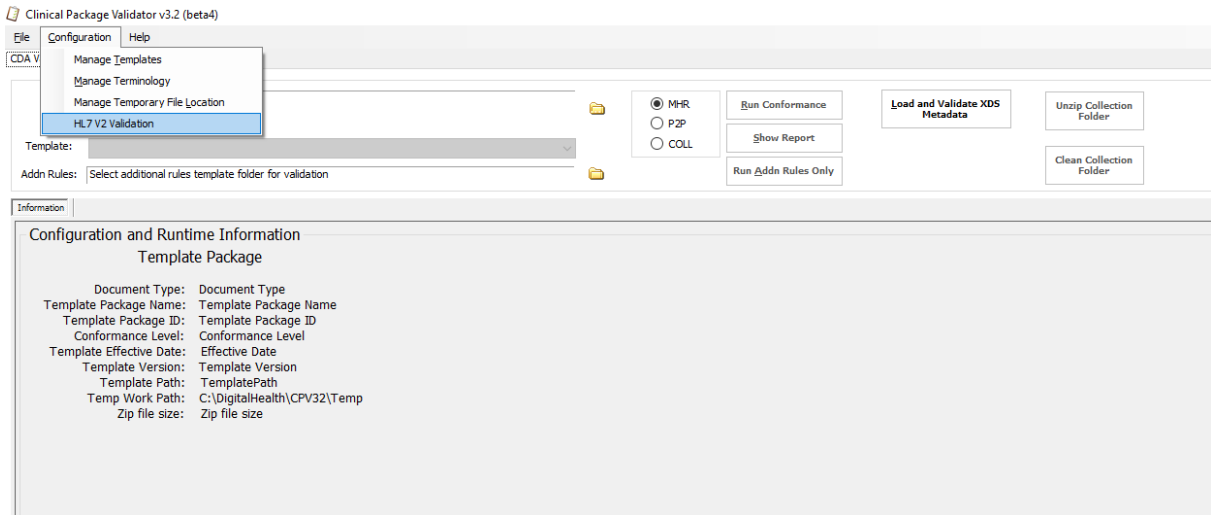 Clinical Package Validator v3.2 (beta4)
File Configuration Help
CDA V
Manage Templates
Manage Terminology
Manage Temporary File Location
HL7 V2 Validation
Template:
Addn Rules: Select additional rules template folder for validation
MHR
P2P
COLL
Run Conformance
Show Report
Run Addn Rules Only
Load and Validate XDS
Metadata
Unzip Collection
Folder
Clean Collection
Folder
Information
Configuration and Runtime Information
Template Package
Document Type: Document Type
Template Package Name: Template Package Name
Template Package ID: Template Package ID
Conformance Level: Conformance Level
Template Effective Date: Effective Date
Template Version: Template Version
Template Path: TemplatePath
Temp Work Path: C:\DigitalHealth\CPV32\Temp
Zip file size: Zip file size